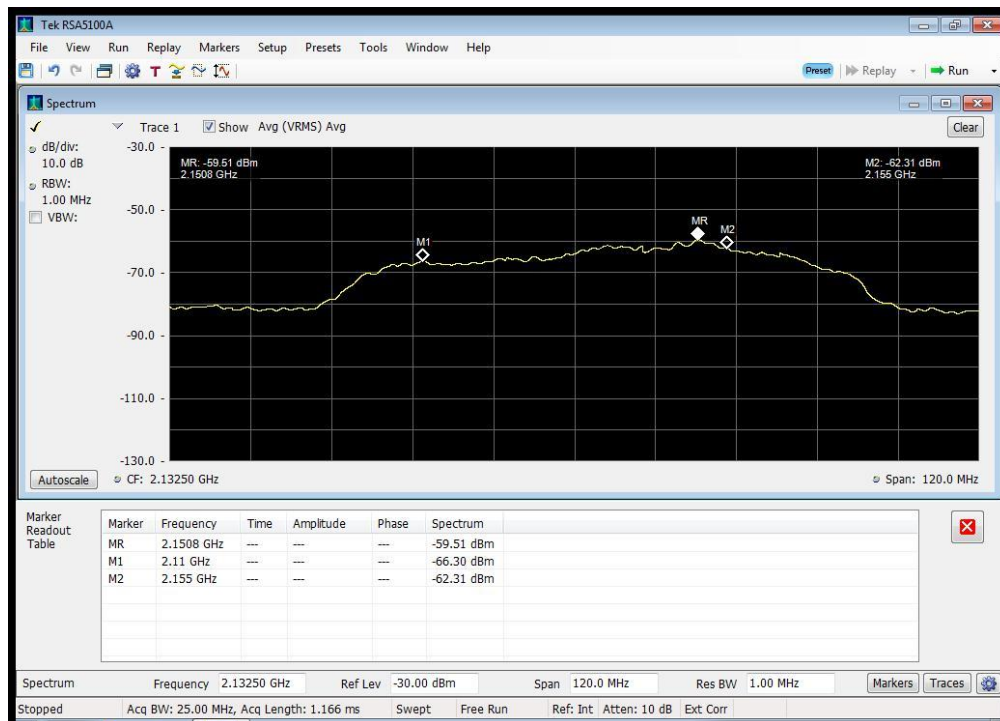 Tek RSA5100A
File View Run Replay Markers Setup Presets Tools Window Help
T Preset Replay Run
Spectrum
Trace 1 Show Avg (VRMS) Avg Clear
dB/div:
10.0 dB
RBW:
1.00 MHz
VBW:
-30.0
-50.0
-70.0
-90.0
-110.0
-130.0
MR: -59.51 dBm
2.1508 GHz
M2: -62.31 dBm
2.155 GHz
M1
MR
M2
Autoscale CF: 2.13250 GHz Span: 120.0 MHz
Marker
Readout
Table
Marker Frequency Time Amplitude Phase Spectrum
MR 2.1508 GHz --- --- --- -59.51 dBm
M1 2.11 GHz --- --- --- -66.30 dBm
M2 2.155 GHz --- --- --- -62.31 dBm
Spectrum Frequency 2.13250 GHz Ref Lev -30.00 dBm Span 120.0 MHz Res BW 1.00 MHz Markers Traces
Stopped Acq BW: 25.00 MHz, Acq Length: 1.166 ms Swept Free Run Ref: Int Atten: 10 dB Ext Corr